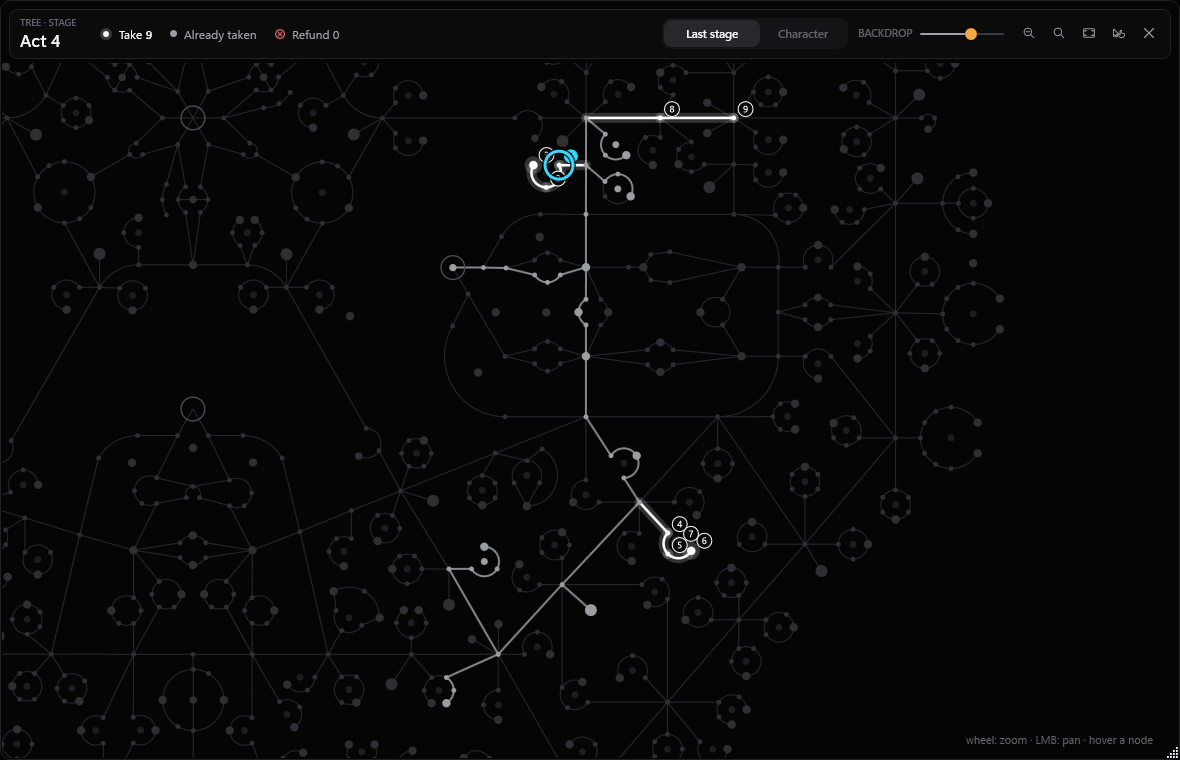 TREE · STAGE
Act 4
Take 9
Already taken
Refund 0
Last stage
Character
BACKDROP
8
9
4
7
6
5
wheel: zoom · LMB: pan · hover a node